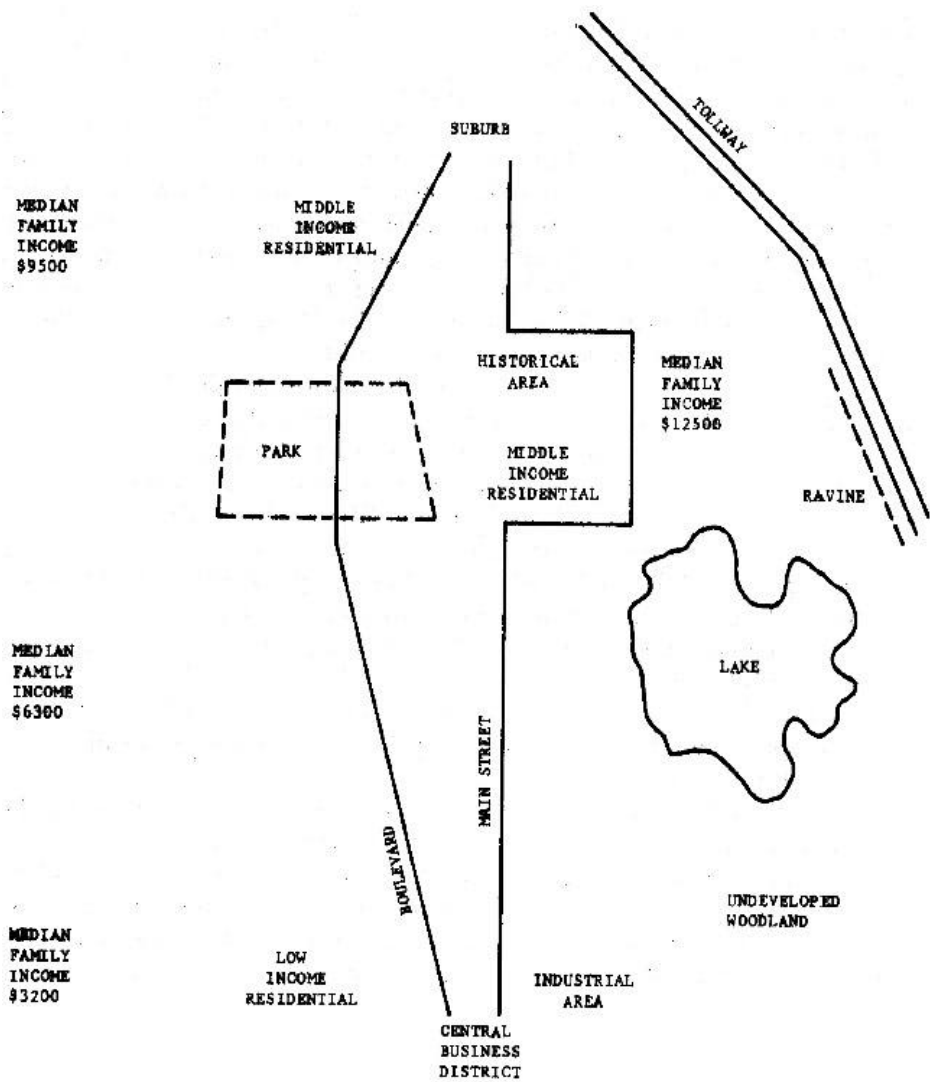 TOLLWAY
SUBURB
MEDIAN
FAMILY
INCOME
$9500
MIDDLE
INCOME
RESIDENTIAL
HISTORICAL
AREA
MEDIAN
FAMILY
INCOME
$12500
PARK
MIDDLE
INCOME
RESIDENTIAL
RAVINE
MEDIAN
FAMILY
INCOME
$6300
LAKE
MAIN STREET
BOULEVARD
UNDEVELOPED
WOODLAND
MEDIAN
FAMILY
INCOME
$3200
LOW
INCOME
RESIDENTIAL
INDUSTRIAL
AREA
CENTRAL
BUSINESS
DISTRICT